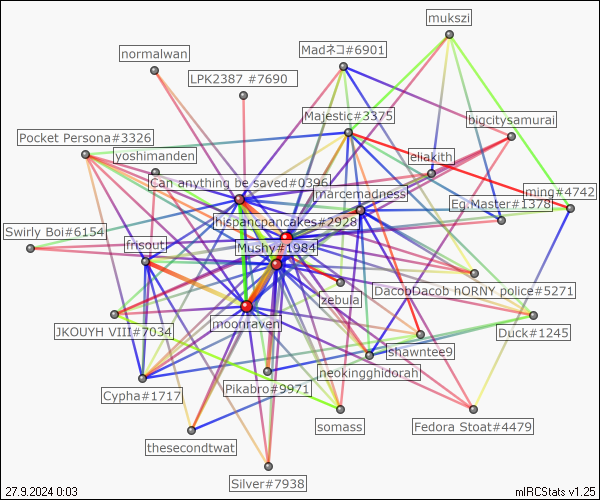 mukszi
Madネコ#6901
normalwan
LPK2387 #7690
Majestic#3375
bigcitysamurai
Pocket Persona#3326
yoshimanden
eliakith
Can anything be saved#0396
marcemadness
ming#4742
Eg.Master#1378
hispancpancakes#2928
Swirly Boi#6154
frisout
Mushy#1984
DacobDacob hORNY police#5271
zebula
JKOUYH VIII#7034
moonraven
Duck#1245
shawntee9
neokingghidorah
Cypha#1717
Pikabro#9971
somass
Fedora Stoat#4479
thesecondtwat
Silver#7938
27.9.2024 0:03
mIRCStats v1.25